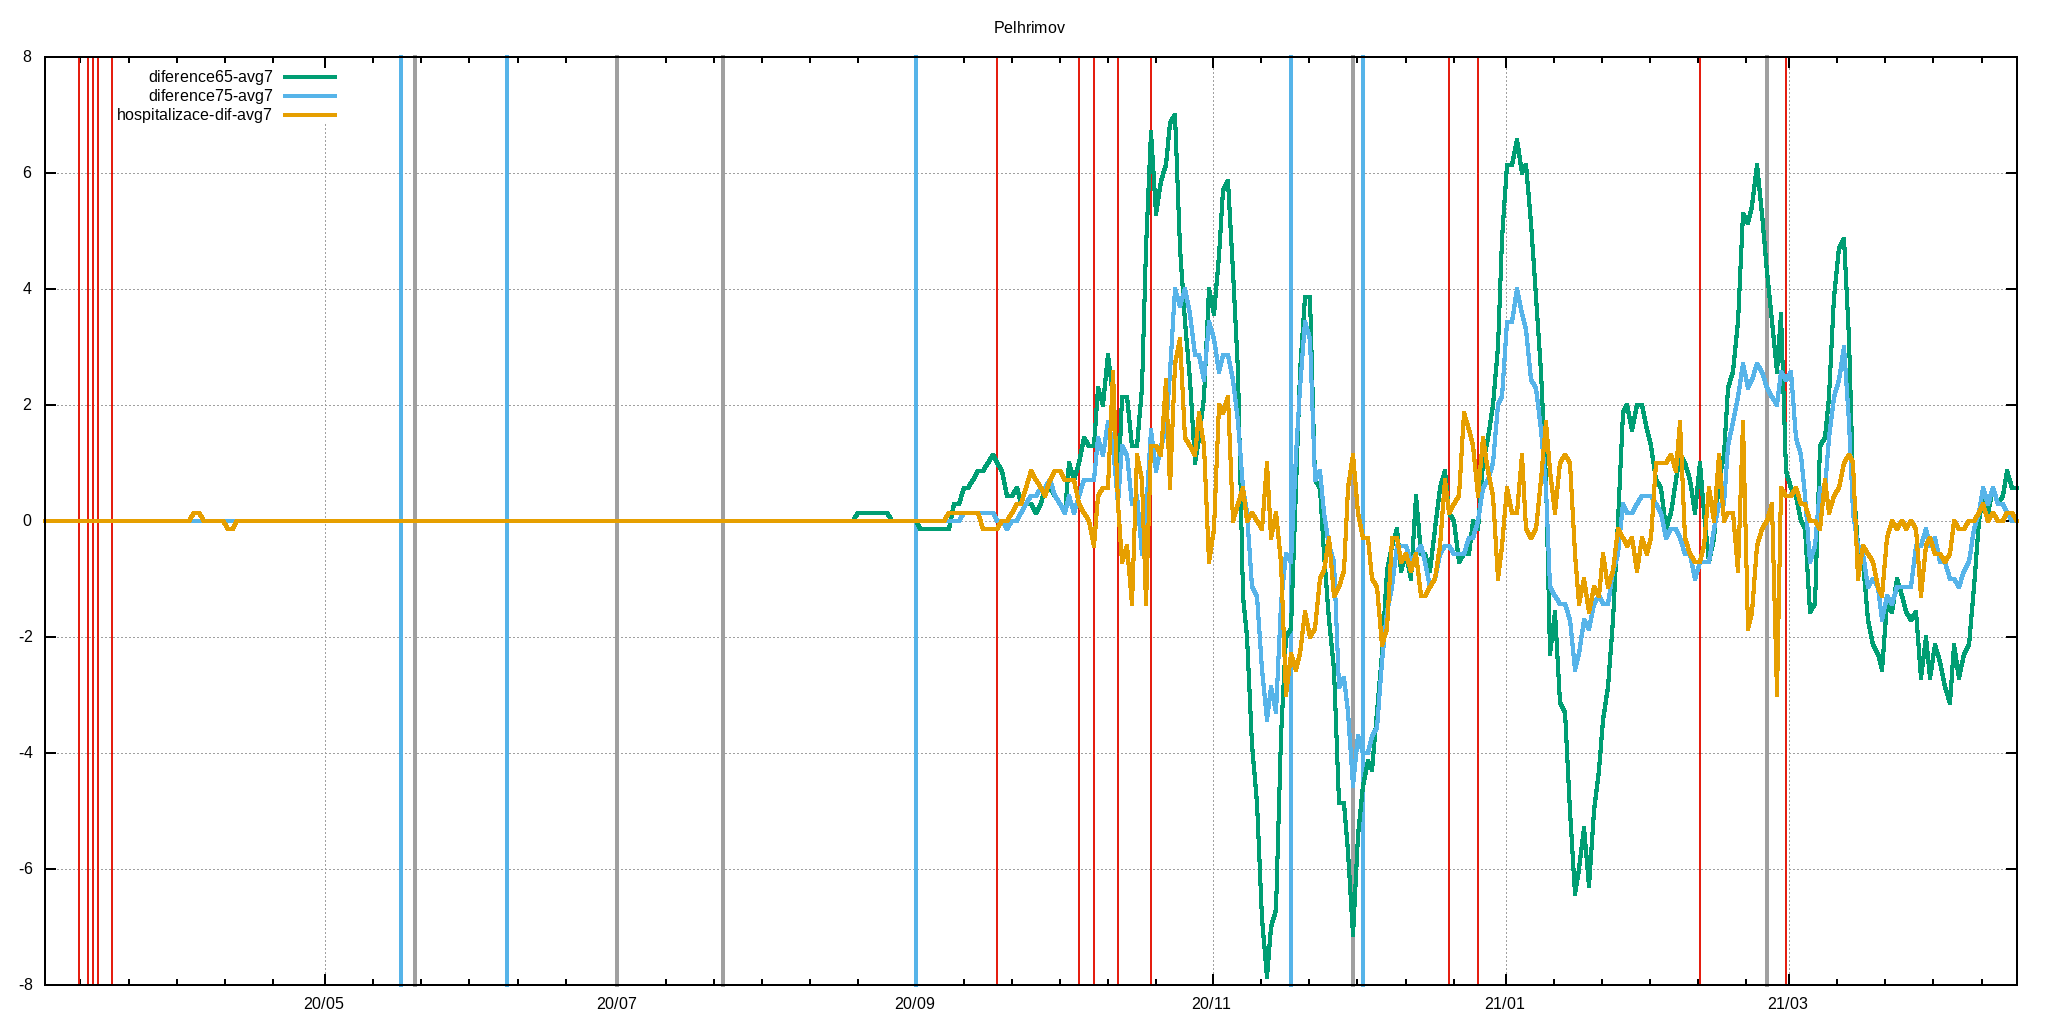 Pelhrimov
diference65-avg7
diference75-avg7
hospitalizace-dif-avg7
8
6
4
2
0
-2
-4
-6
-8
20/05 20/07 20/09 20/11 21/01 21/03